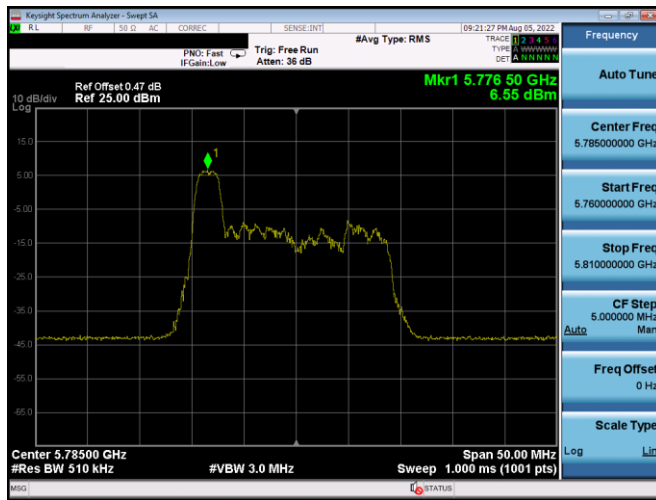 Keysight Spectrum Analyzer - Swept SA
RL RF 50 Ω AC CORREC SENSE:INT 09:21:27 PM Aug 05, 2022
#Avg Type: RMS
TRACE 1 2 3 4 5 6
TYPE A WWWWW
DET A N N N N N
PNO: Fast Trig: Free Run
IFGain:Low Atten: 36 dB
Frequency
Auto Tune
Ref Offset 0.47 dB
Ref 25.00 dBm
Mkr1 5.776 50 GHz
6.55 dBm
10 dB/div
Log
15.0
5.00
-5.00
-15.0
-25.0
-35.0
-45.0
-55.0
-65.0
1
Center Freq
5.785000000 GHz
Start Freq
5.760000000 GHz
Stop Freq
5.810000000 GHz
CF Step
5.000000 MHz
Auto Man
Freq Offset
0 Hz
Scale Type
Log Lin
Center 5.78500 GHz Span 50.00 MHz
#Res BW 510 kHz #VBW 3.0 MHz Sweep 1.000 ms (1001 pts)
MSG STATUS